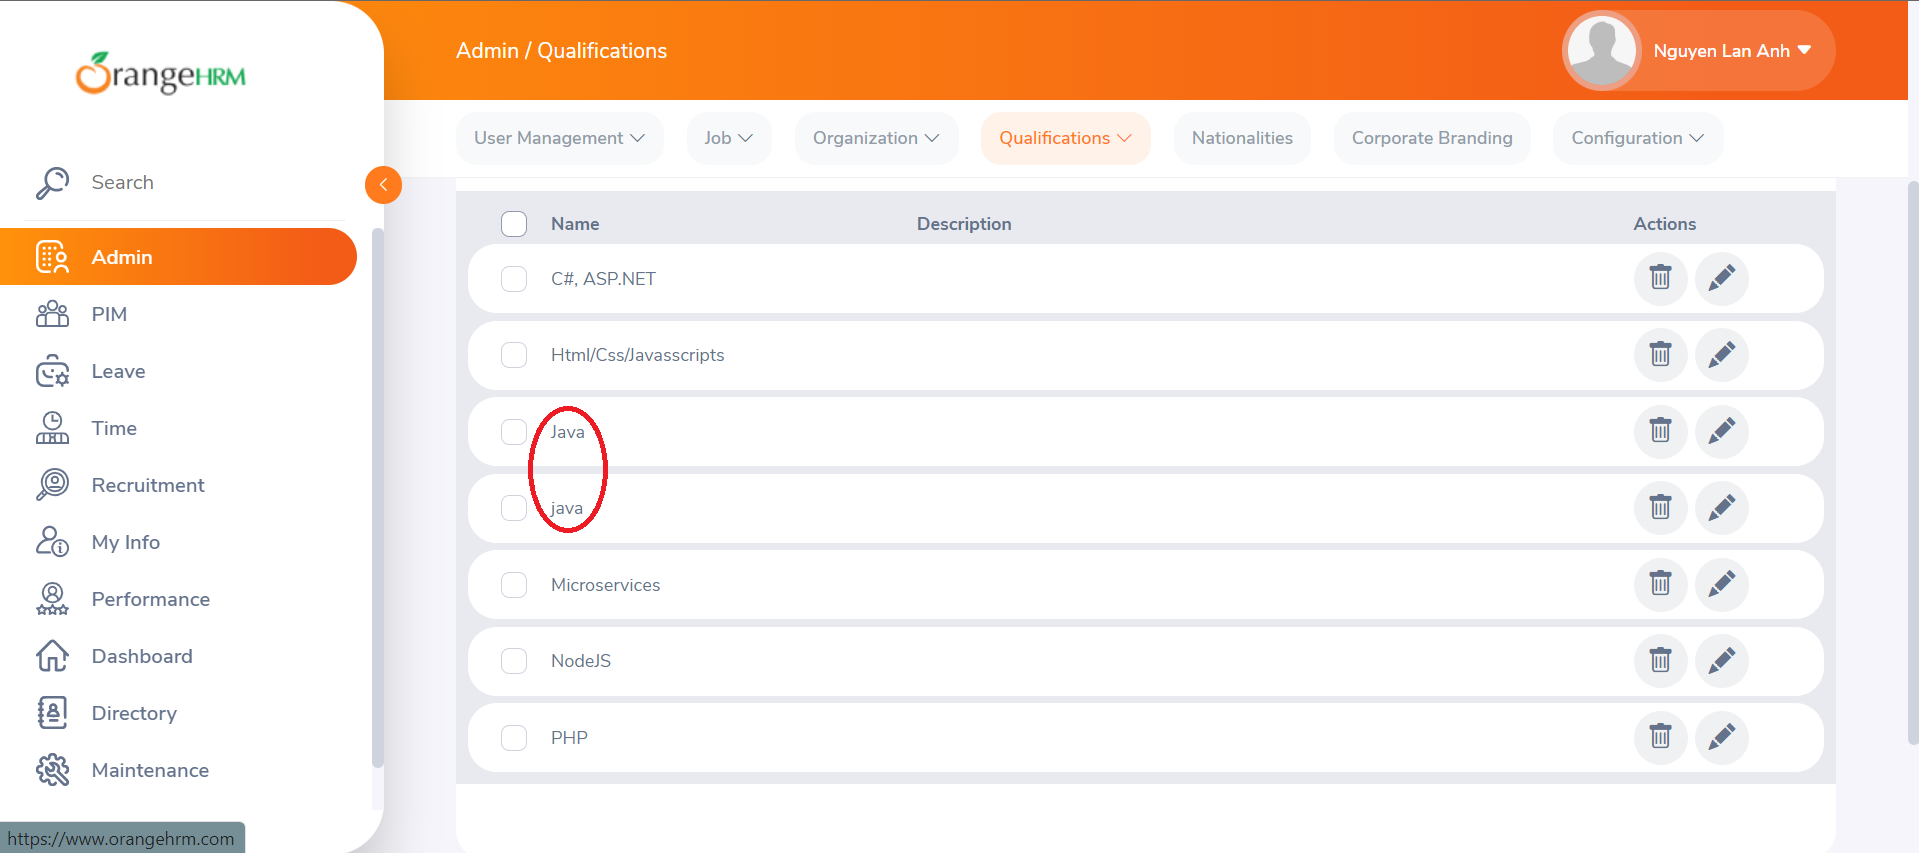 OrangeHRM
Admin / Qualifications
Nguyen Lan Anh
User Management
Job
Organization
Qualifications
Nationalities
Corporate Branding
Configuration
Search
Admin
PIM
Leave
Time
Recruitment
My Info
Performance
Dashboard
Directory
Maintenance
Name Description Actions
C#, ASP.NET
Html/Css/Javasscripts
Java
java
Microservices
NodeJS
PHP
https://www.orangehrm.com